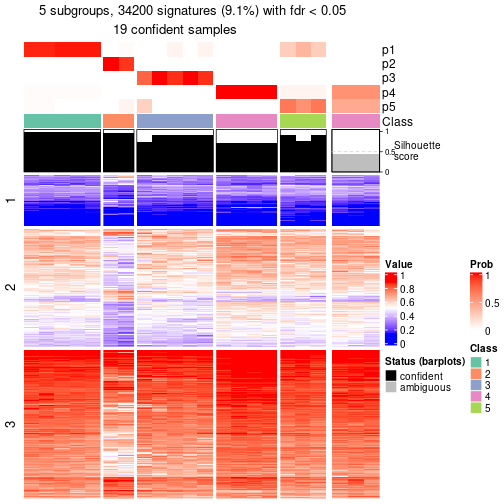 5 subgroups, 34200 signatures (9.1%) with fdr < 0.05
19 confident samples
p1
p2
p3
p4
p5
Class
1
0.5
0
Silhouette
score
1
2
3
Value
1
0.8
0.6
0.4
0.2
0
Status (barplots)
confident
ambiguous
Prob
1
0.5
0
Class
1
2
3
4
5